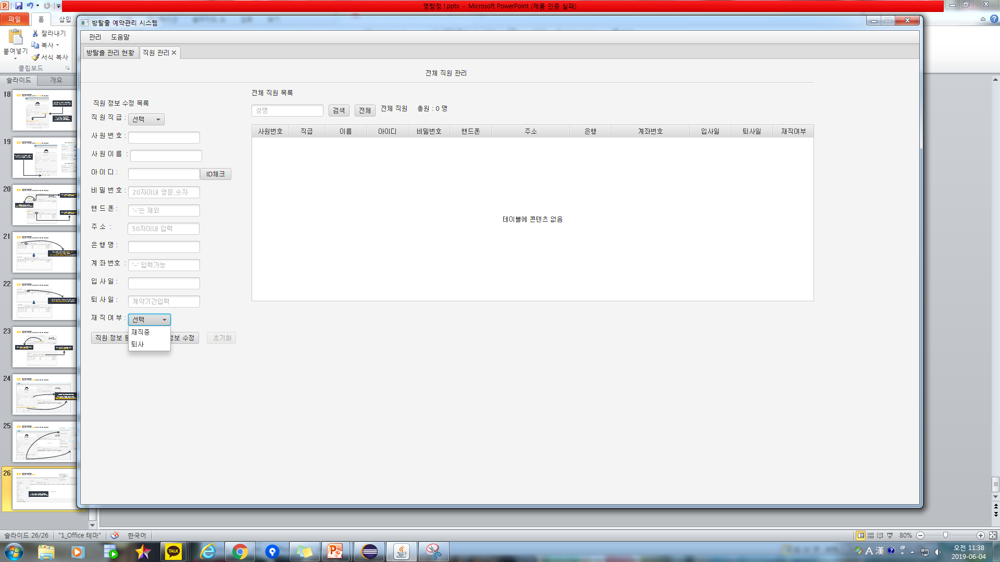 명탐정 !.pptx - Microsoft PowerPoint (제품 인증 실패)
파일 홈 삽입
붙여넣기
잘라내기
복사
서식 복사
클립보드
슬라이드 개요
18
19
20
21
22
23
24
25
26
방탈출 예약관리 시스템
관리 도움말
방탈출 관리 현황 직원 관리
전체 직원 관리
직원 정보 수정 목록
직 원 직 급 : 선택
사 원 번 호 :
사 원 이 름 :
아 이 디 : ID체크
비 밀 번 호 : 20자이내 영문,숫자
핸 드 폰 : '-'는 제외
주 소 : 50자이내 입력
은 행 명 :
계 좌 번호 : '-' 입력가능
입 사 일 :
퇴 사 일 : 계약기간입력
재 직 여 부 : 선택
재직중
퇴사
직원 정보 정보 수정 초기화
전체 직원 목록
성명 검색 전체 전체 직원 총원 : 0 명
사원번호 직급 이름 아이디 비밀번호 핸드폰 주소 은행 계좌번호 입사일 퇴사일 재직여부
테이블에 콘텐츠 없음
슬라이드 26/26 "1_Office 테마" 한국어 80%
TALK
A 漢
오전 11:38
2019-06-04